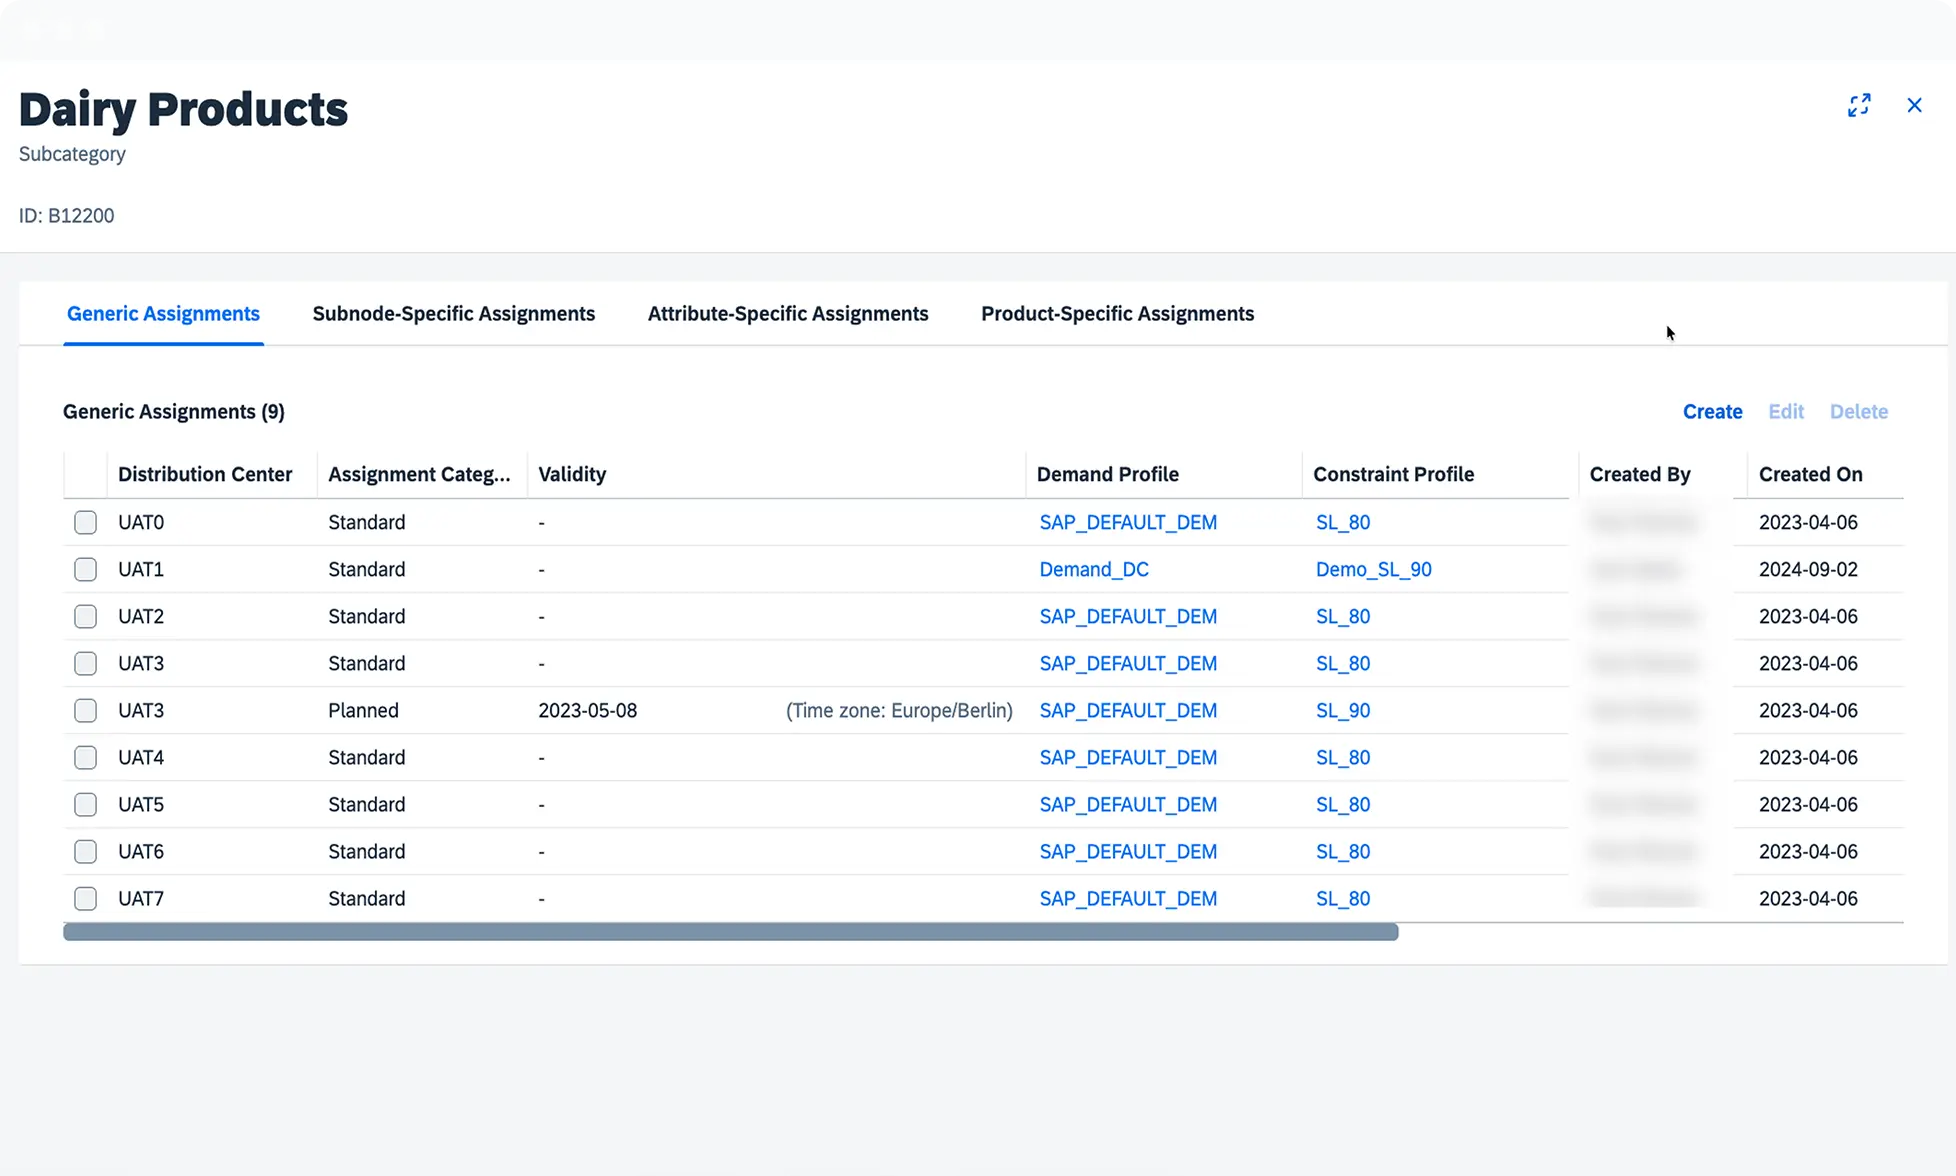 Dairy Products
Subcategory
ID: B12200
Generic Assignments Subnode-Specific Assignments Attribute-Specific Assignments Product-Specific Assignments
Generic Assignments (9) Create Edit Delete
Distribution Center Assignment Categ... Validity Demand Profile Constraint Profile Created By Created On
UAT0 Standard - SAP_DEFAULT_DEM SL_80 2023-04-06
UAT1 Standard - Demand_DC Demo_SL_90 2024-09-02
UAT2 Standard - SAP_DEFAULT_DEM SL_80 2023-04-06
UAT3 Standard - SAP_DEFAULT_DEM SL_80 2023-04-06
UAT3 Planned 2023-05-08 (Time zone: Europe/Berlin) SAP_DEFAULT_DEM SL_90 2023-04-06
UAT4 Standard - SAP_DEFAULT_DEM SL_80 2023-04-06
UAT5 Standard - SAP_DEFAULT_DEM SL_80 2023-04-06
UAT6 Standard - SAP_DEFAULT_DEM SL_80 2023-04-06
UAT7 Standard - SAP_DEFAULT_DEM SL_80 2023-04-06